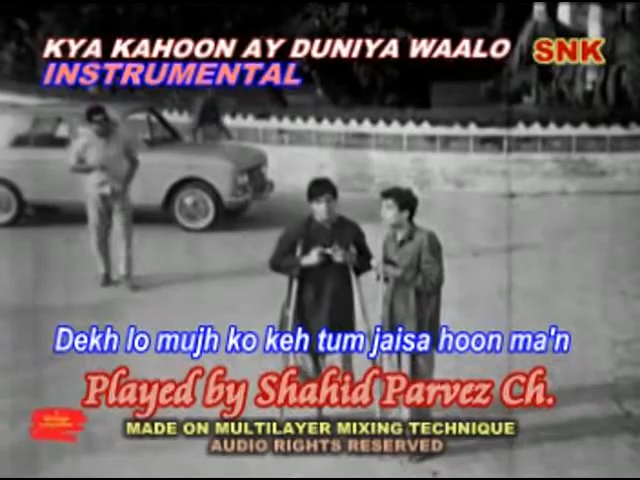 KYA KAHOON AY DUNIYA WAALO
SNK
INSTRUMENTAL
Dekh lo mujh ko keh tum jaisa hoon ma'n
Played by Shahid Parvez Ch.
MADE ON MULTILAYER MIXING TECHNIQUE
AUDIO RIGHTS RESERVED